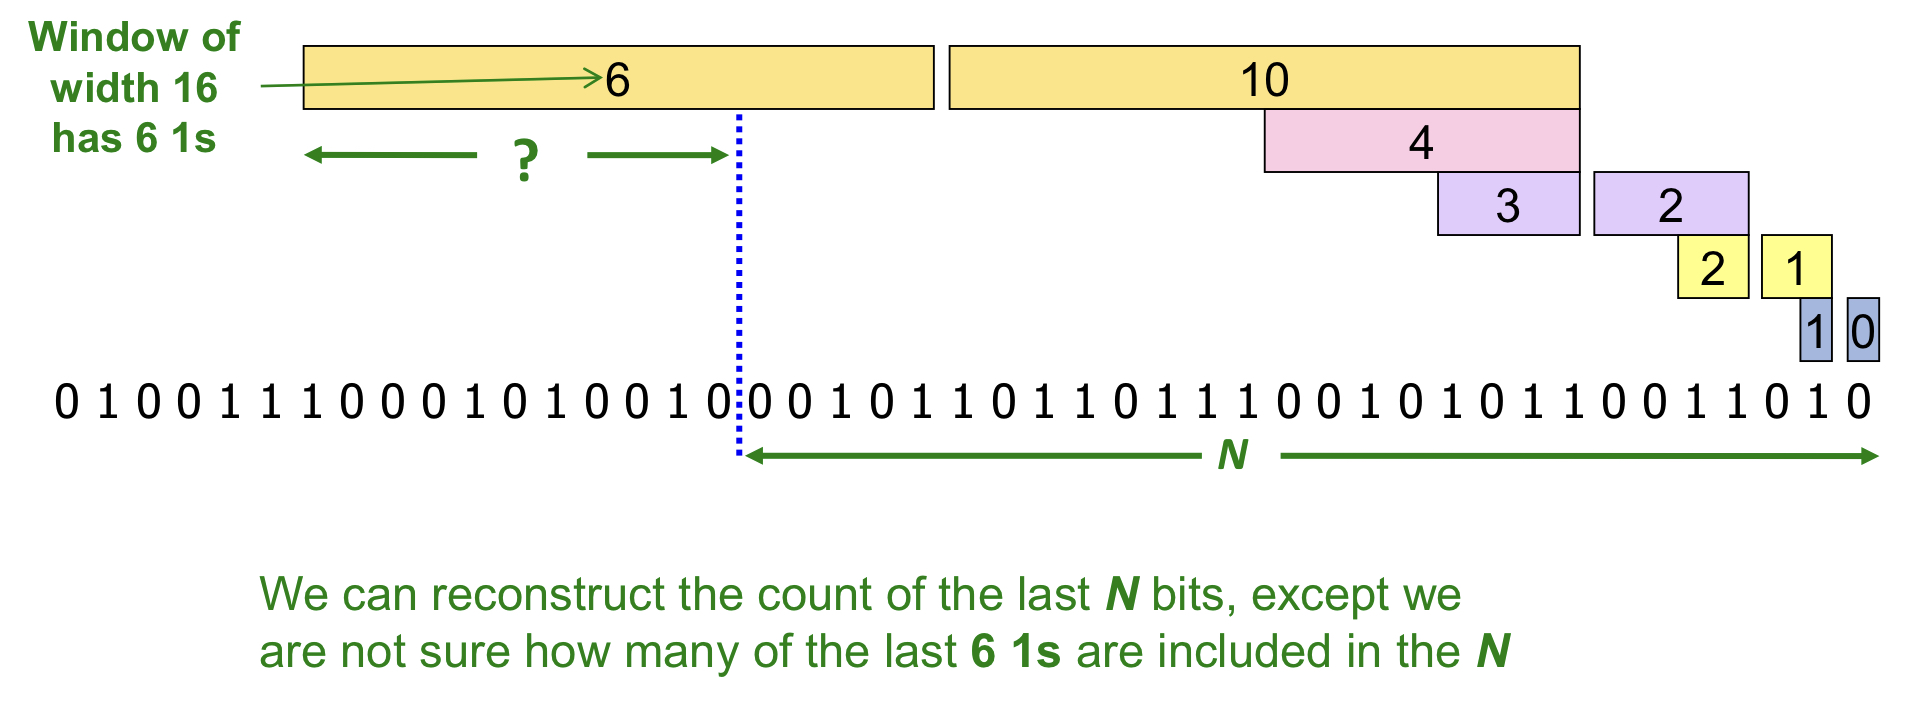 Window of
width 16
has 6 1s
6
10
4
?
3
2
2
1
1
0
0 1 0 0 1 1 1 0 0 0 1 0 1 0 0 1 0 0 0 1 0 1 1 0 1 1 0 1 1 1 0 0 1 0 1 0 1 1 0 0 1 1 0 1 0
N
We can reconstruct the count of the last N bits, except we
are not sure how many of the last 6 1s are included in the N